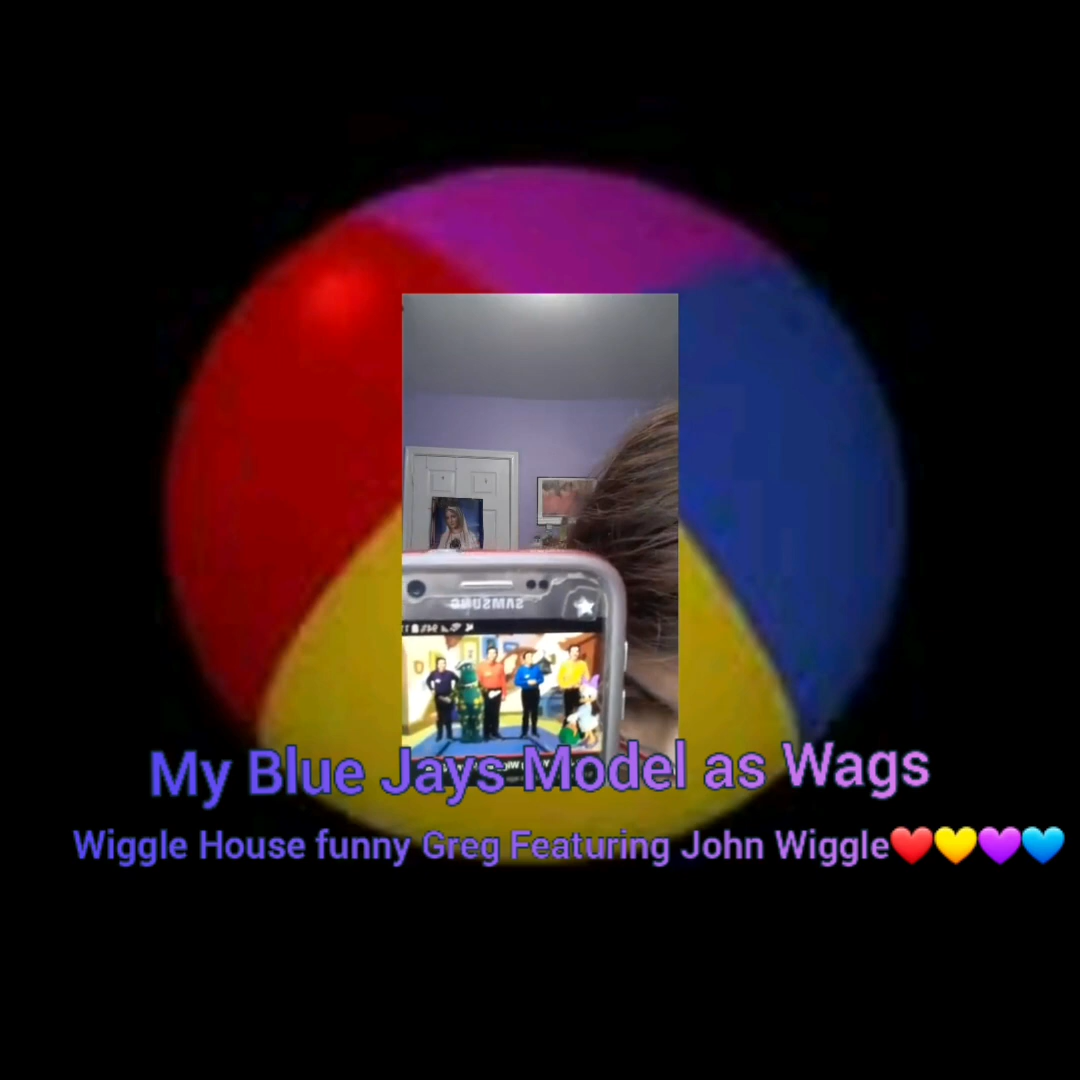 SAMSUNG
My Blue Jays Model as Wags
Wiggle House funny Greg Featuring John Wiggle❤️💛💜💙